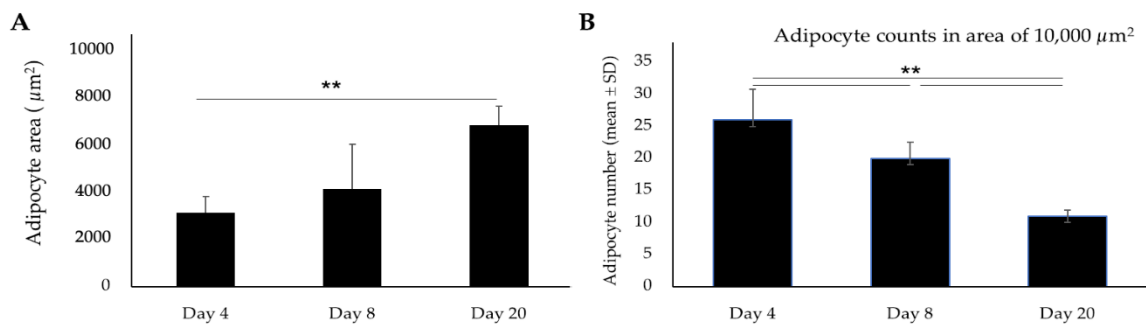 A
Adipocyte area ( µm²)
10000
8000
6000
4000
2000
0
**
Day 4
Day 8
Day 20
B
Adipocyte counts in area of 10,000 µm²
Adipocyte number (mean ± SD)
35
30
25
20
15
10
5
0
**
Day 4
Day 8
Day 20